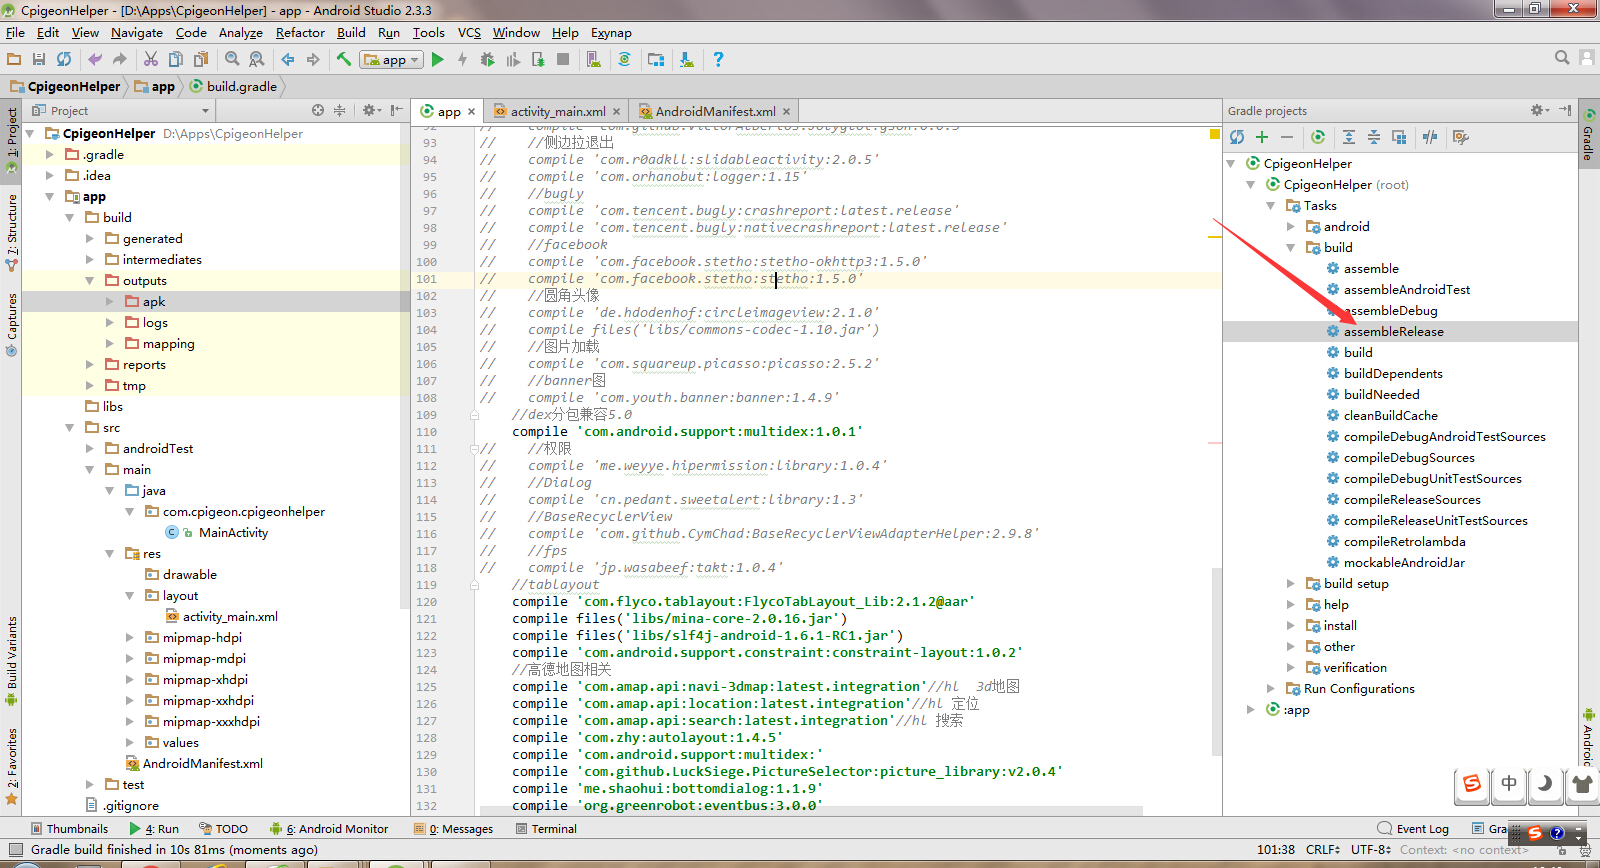 CpigeonHelper - [D:\Apps\CpigeonHelper] - app - Android Studio 2.3.3
File Edit View Navigate Code Analyze Refactor Build Run Tools VCS Window Help Exynap
app
CpigeonHelper app build.gradle
Project
app activity_main.xml AndroidManifest.xml
Gradle projects
1: Project
7: Structure
Captures
Build Variants
2: Favorites
CpigeonHelper D:\Apps\CpigeonHelper
.gradle
.idea
app
build
generated
intermediates
outputs
apk
logs
mapping
reports
tmp
libs
src
androidTest
main
java
com.cpigeon.cpigeonhelper
MainActivity
res
drawable
layout
activity_main.xml
mipmap-hdpi
mipmap-mdpi
mipmap-xhdpi
mipmap-xxhdpi
mipmap-xxxhdpi
values
AndroidManifest.xml
test
.gitignore
93 // //侧边拉退出
94 // compile 'com.r0adkll:slidableactivity:2.0.5'
95 // compile 'com.orhanobut:logger:1.15'
96 // //bugly
97 // compile 'com.tencent.bugly:crashreport:latest.release'
98 // compile 'com.tencent.bugly:nativecrashreport:latest.release'
99 // //facebook
100 // compile 'com.facebook.stetho:stetho-okhttp3:1.5.0'
101 // compile 'com.facebook.stetho:stetho:1.5.0'
102 // //圆角头像
103 // compile 'de.hdodenhof:circleimageview:2.1.0'
104 // compile files('libs/commons-codec-1.10.jar')
105 // //图片加载
106 // compile 'com.squareup.picasso:picasso:2.5.2'
107 // //banner图
108 // compile 'com.youth.banner:banner:1.4.9'
109 //dex分包兼容5.0
110 compile 'com.android.support:multidex:1.0.1'
111 // //权限
112 // compile 'me.weyye.hipermission:library:1.0.4'
113 // //Dialog
114 // compile 'cn.pedant.sweetalert:library:1.3'
115 // //BaseRecyclerView
116 // compile 'com.github.CymChad:BaseRecyclerViewAdapterHelper:2.9.8'
117 // //fps
118 // compile 'jp.wasabeef:takt:1.0.4'
119 //tablayout
120 compile 'com.flyco.tablayout:FlycoTabLayout_Lib:2.1.2@aar'
121 compile files('libs/mina-core-2.0.16.jar')
122 compile files('libs/slf4j-android-1.6.1-RC1.jar')
123 compile 'com.android.support.constraint:constraint-layout:1.0.2'
124 //高德地图相关
125 compile 'com.amap.api:navi-3dmap:latest.integration'//hl 3d地图
126 compile 'com.amap.api:location:latest.integration'//hl 定位
127 compile 'com.amap.api:search:latest.integration'//hl 搜索
128 compile 'com.zhy:autolayout:1.4.5'
129 compile 'com.android.support:multidex:'
130 compile 'com.github.LuckSiege.PictureSelector:picture_library:v2.0.4'
131 compile 'me.shaohui:bottomdialog:1.1.9'
132 compile 'org.greenrobot:eventbus:3.0.0'
CpigeonHelper
CpigeonHelper (root)
Tasks
android
build
assemble
assembleAndroidTest
assembleDebug
assembleRelease
build
buildDependents
buildNeeded
cleanBuildCache
compileDebugAndroidTestSources
compileDebugSources
compileDebugUnitTestSources
compileReleaseSources
compileReleaseUnitTestSources
compileRetrolambda
mockableAndroidJar
build setup
help
install
other
verification
Run Configurations
:app
Gradle
Android
中
Thumbnails 4: Run TODO 6: Android Monitor 0: Messages Terminal Event Log Gra
Gradle build finished in 10s 81ms (moments ago) 101:38 CRLF UTF-8 Context: <no context>